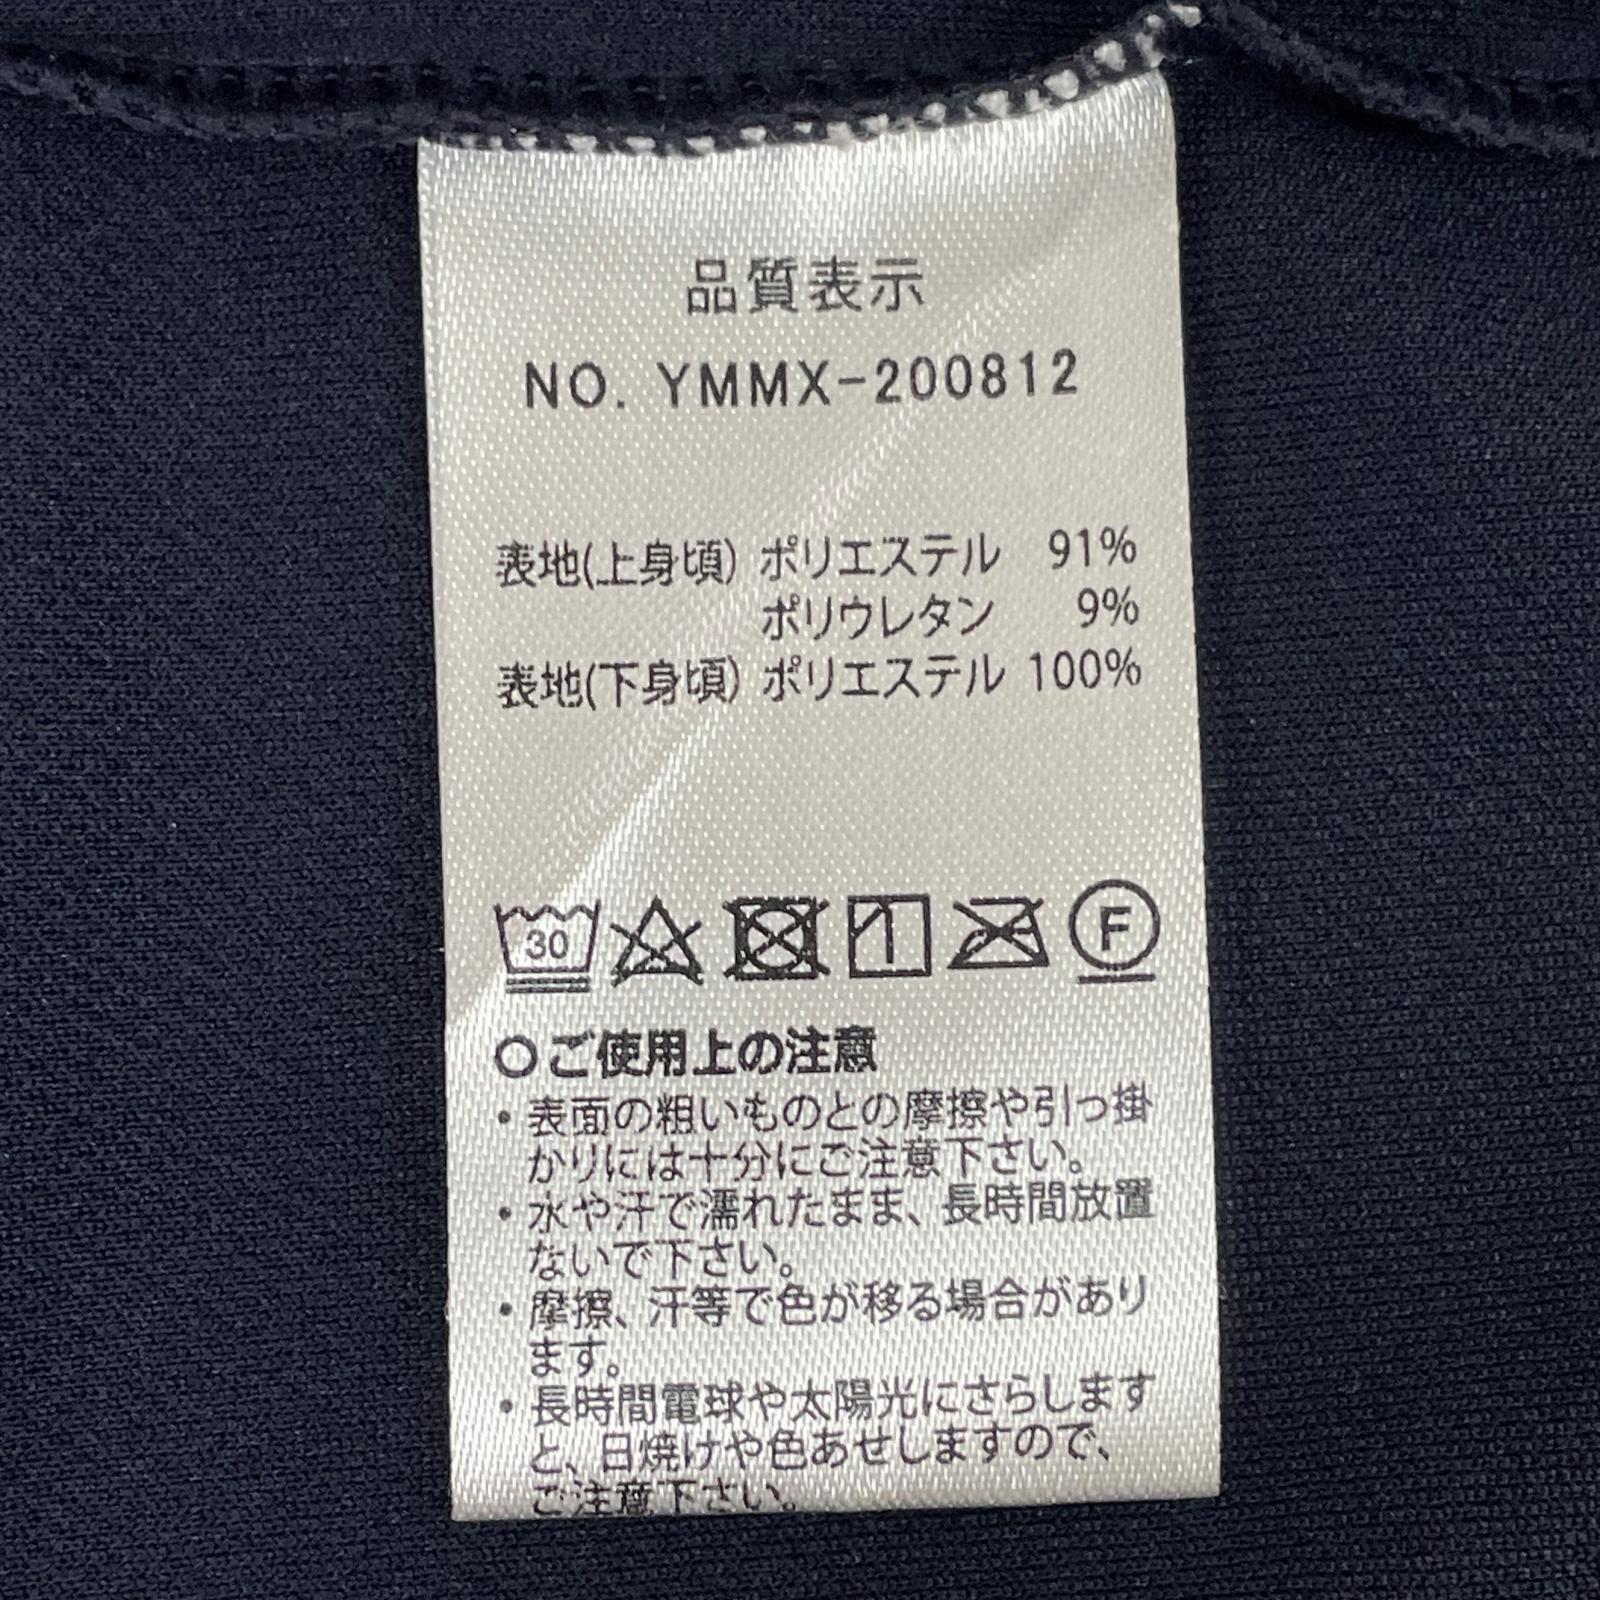 品質表示
NO. YMMX-200812
表地(上身頃) ポリエステル 91%
ポリウレタン 9%
表地(下身頃) ポリエステル 100%
30 1 F
○ご使用上の注意
・表面の粗いものとの摩擦や引っ掛
かりには十分にご注意下さい。
・水や汗で濡れたまま、長時間放置
ないで下さい。
・摩擦、汗等で色が移る場合があり
ます。
・長時間電球や太陽光にさらします
と、日焼けや色あせしますので、
ご注意下さい。